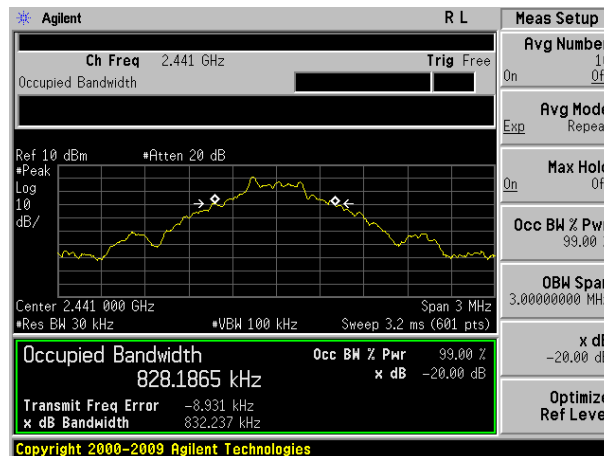 Agilent R L Meas Setup
Ch Freq 2.441 GHz Trig Free
Occupied Bandwidth
Avg Number
On
Avg Mode
Exp Repeat
Max Hold
On
Occ BW % Pwr
99.00
OBW Span
3.00000000
x dB
-20.00 dB
Optimize
Ref Level
Ref 10 dBm #Atten 20 dB
#Peak
Log
10
dB/
Center 2.441 000 GHz Span 3 MHz
#Res BW 30 kHz #VBW 100 kHz Sweep 3.2 ms (601 pts)
Occupied Bandwidth Occ BW % Pwr 99.00 %
828.1865 kHz x dB -20.00 dB
Transmit Freq Error -8.931 kHz
x dB Bandwidth 832.237 kHz
Copyright 2000-2009 Agilent Technologies